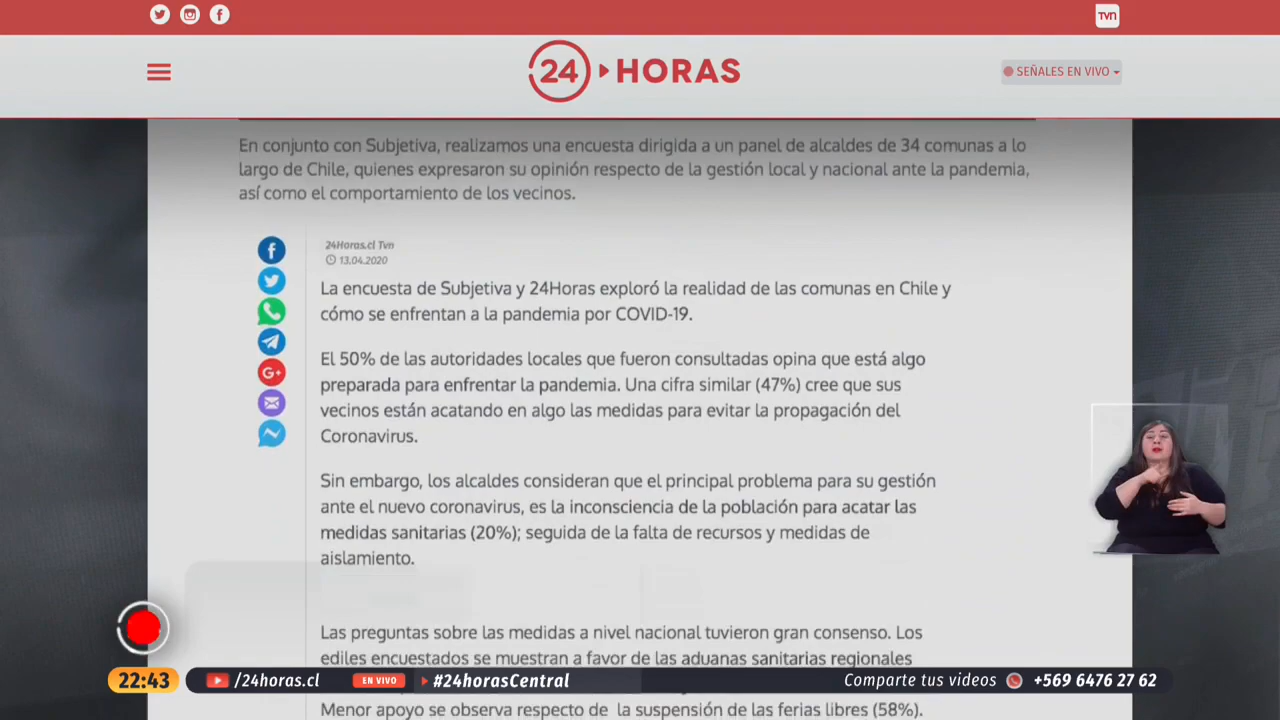 TVN
24 HORAS
SEÑALES EN VIVO
En conjunto con Subjetiva, realizamos una encuesta dirigida a un panel de alcaldes de 34 comunas a lo
largo de Chile, quienes expresaron su opinión respecto de la gestión local y nacional ante la pandemia,
así como el comportamiento de los vecinos.
24Horas.cl Tvn
13.04.2020
La encuesta de Subjetiva y 24Horas exploró la realidad de las comunas en Chile y
cómo se enfrentan a la pandemia por COVID-19.
El 50% de las autoridades locales que fueron consultadas opina que está algo
preparada para enfrentar la pandemia. Una cifra similar (47%) cree que sus
vecinos están acatando en algo las medidas para evitar la propagación del
Coronavirus.
Sin embargo, los alcaldes consideran que el principal problema para su gestión
ante el nuevo coronavirus, es la inconsciencia de la población para acatar las
medidas sanitarias (20%); seguida de la falta de recursos y medidas de
aislamiento.
Las preguntas sobre las medidas a nivel nacional tuvieron gran consenso. Los
ediles encuestados se muestran a favor de las aduanas sanitarias regionales
22:43 /24horas.cl EN VIVO #24horasCentral Comparte tus videos +569 6476 27 62
Menor apoyo se observa respecto de la suspensión de las ferias libres (58%).